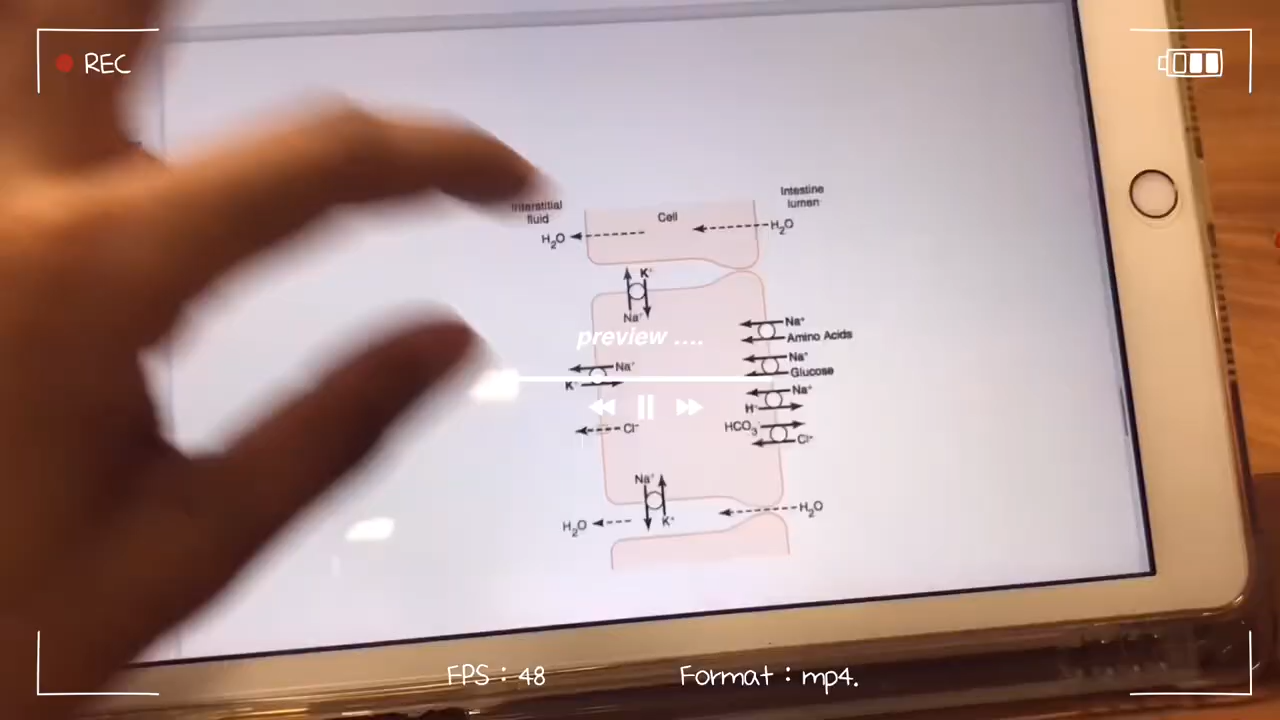 REC
Interstitial
fluid
Cell
Intestine
lumen
H₂O
H₂O
K⁺
Na⁺
preview ....
Na⁺
Amino Acids
Na⁺
Glucose
Na⁺
K⁺
Na⁺
H⁺
HCO₃⁻
Cl⁻
Cl⁻
Na⁺
K⁺
H₂O
H₂O
FPS : 48
Format : mp4.